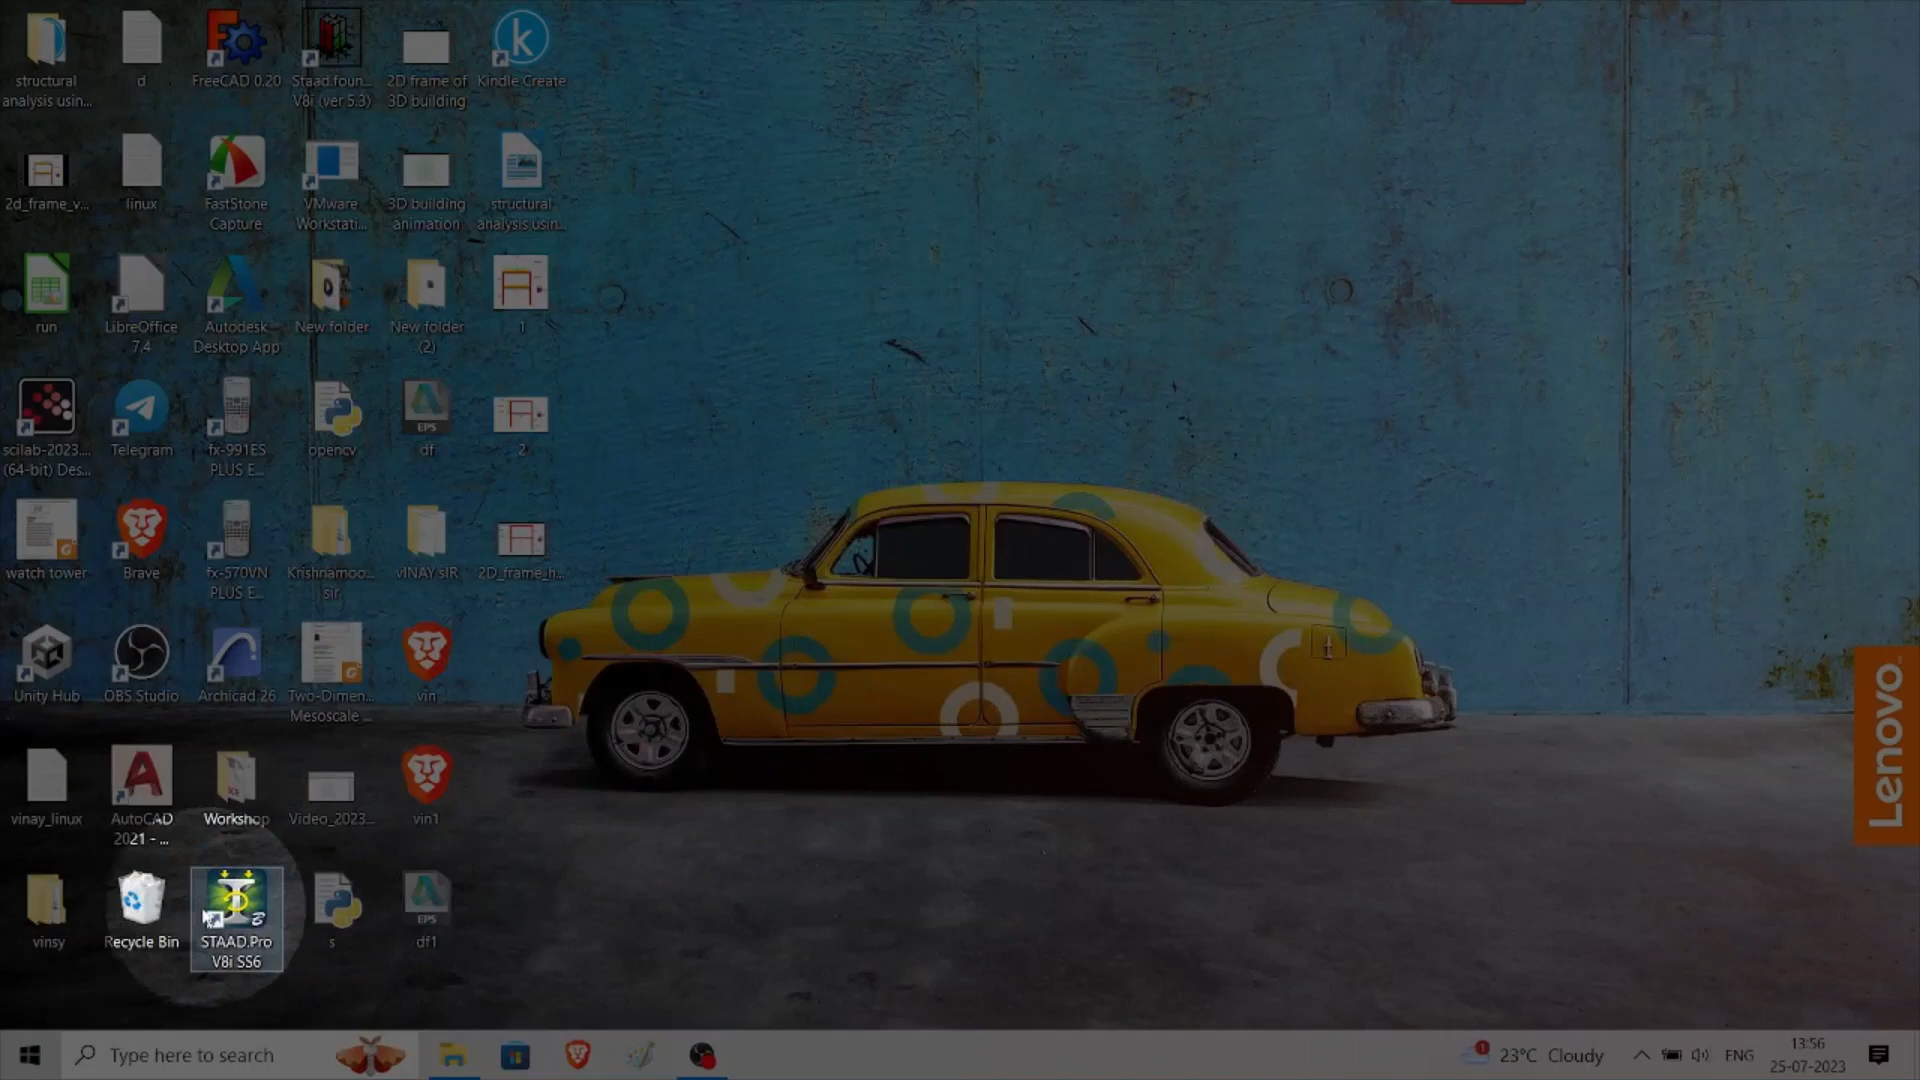 structural
analysis usin...
d
FreeCAD 0.20
Staad.foun...
V8i (ver 5.3)
2D frame of
3D building
Kindle Create
2d_frame_v...
linux
FastStone
Capture
VMware
Workstati...
3D building
animation
structural
analysis usin...
run
LibreOffice
7.4
Autodesk
Desktop App
New folder
New folder
(2)
1
scilab-2023....
(64-bit) Des...
Telegram
fx-991ES
PLUS E...
opencv
EPS
df
2
watch tower
Brave
fx-570VN
PLUS E...
Krishnamoo...
sir
vINAY sIR
2D_frame_h...
Unity Hub
OBS Studio
Archicad 26
Two-Dimen...
Mesoscale ...
vin
vinay_linux
AutoCAD
2021 - ...
Workshop
Video_2023...
vin1
vinsy
Recycle Bin
STAAD.Pro
V8i SS6
s
EPS
df1
Lenovo
Type here to search
1
23°C Cloudy
ENG
13:56
25-07-2023